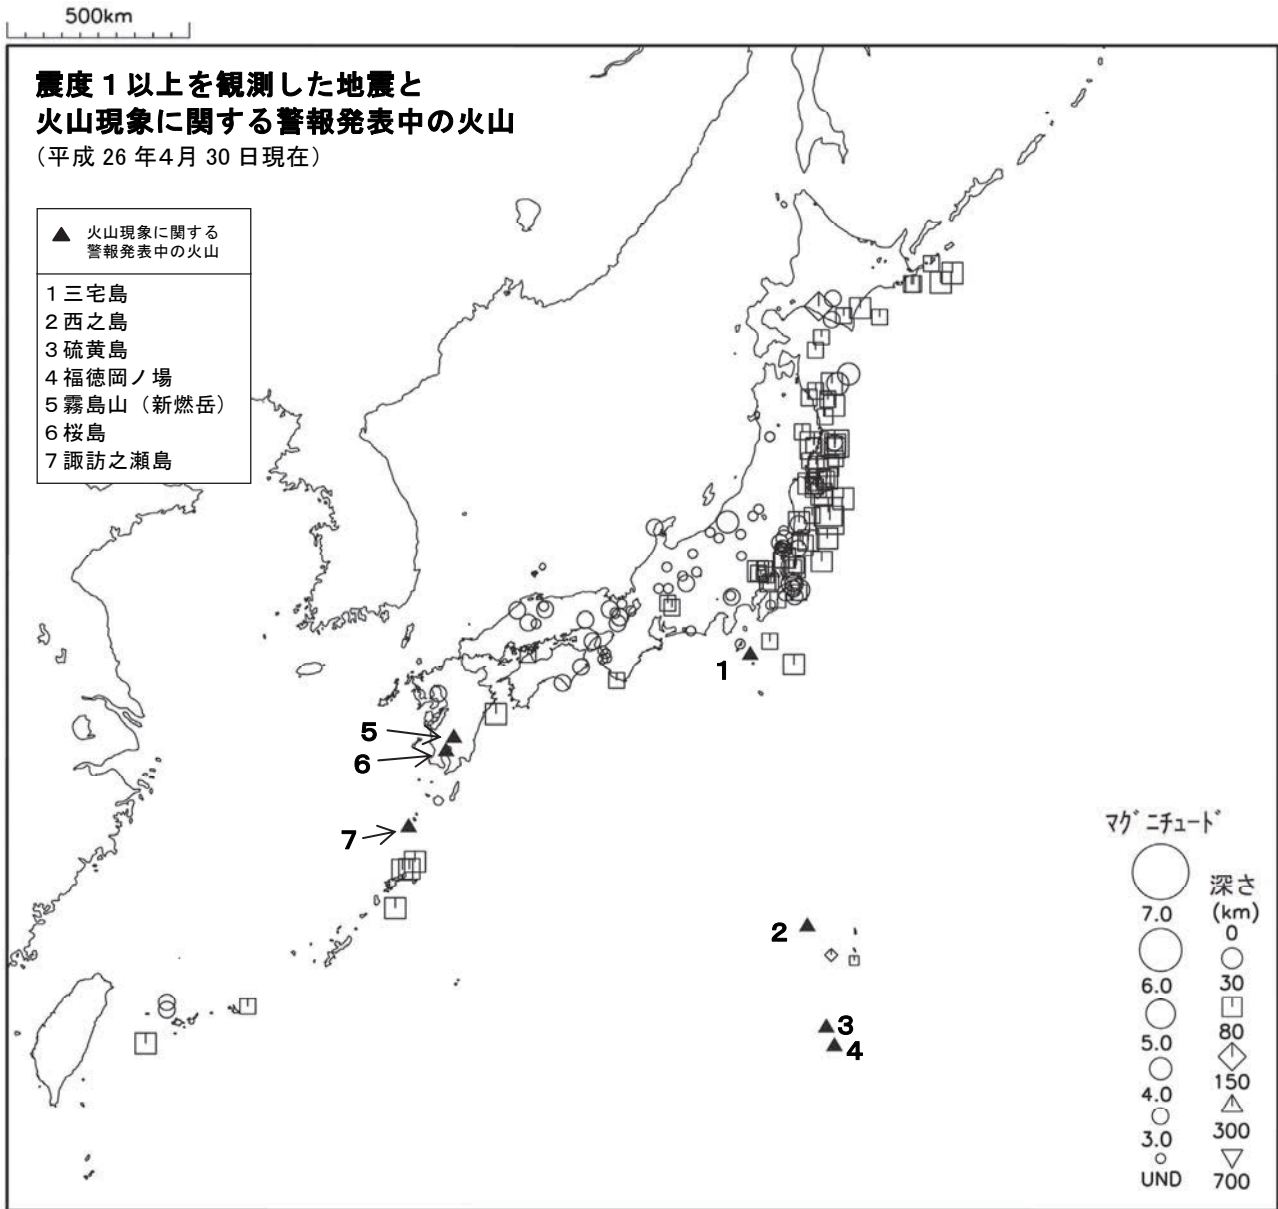 500km
震度1以上を観測した地震と
火山現象に関する警報発表中の火山
(平成 26 年4月 30 日現在)
▲ 火山現象に関する
警報発表中の火山
1 三宅島
2 西之島
3 硫黄島
4 福徳岡ノ場
5 霧島山（新燃岳）
6 桜島
7 諏訪之瀬島
1
5
6
7
2
3
4
ﾏｸﾞﾆﾁｭｰﾄﾞ
7.0
6.0
5.0
4.0
3.0
UND
深さ
(km)
0
30
80
150
300
700